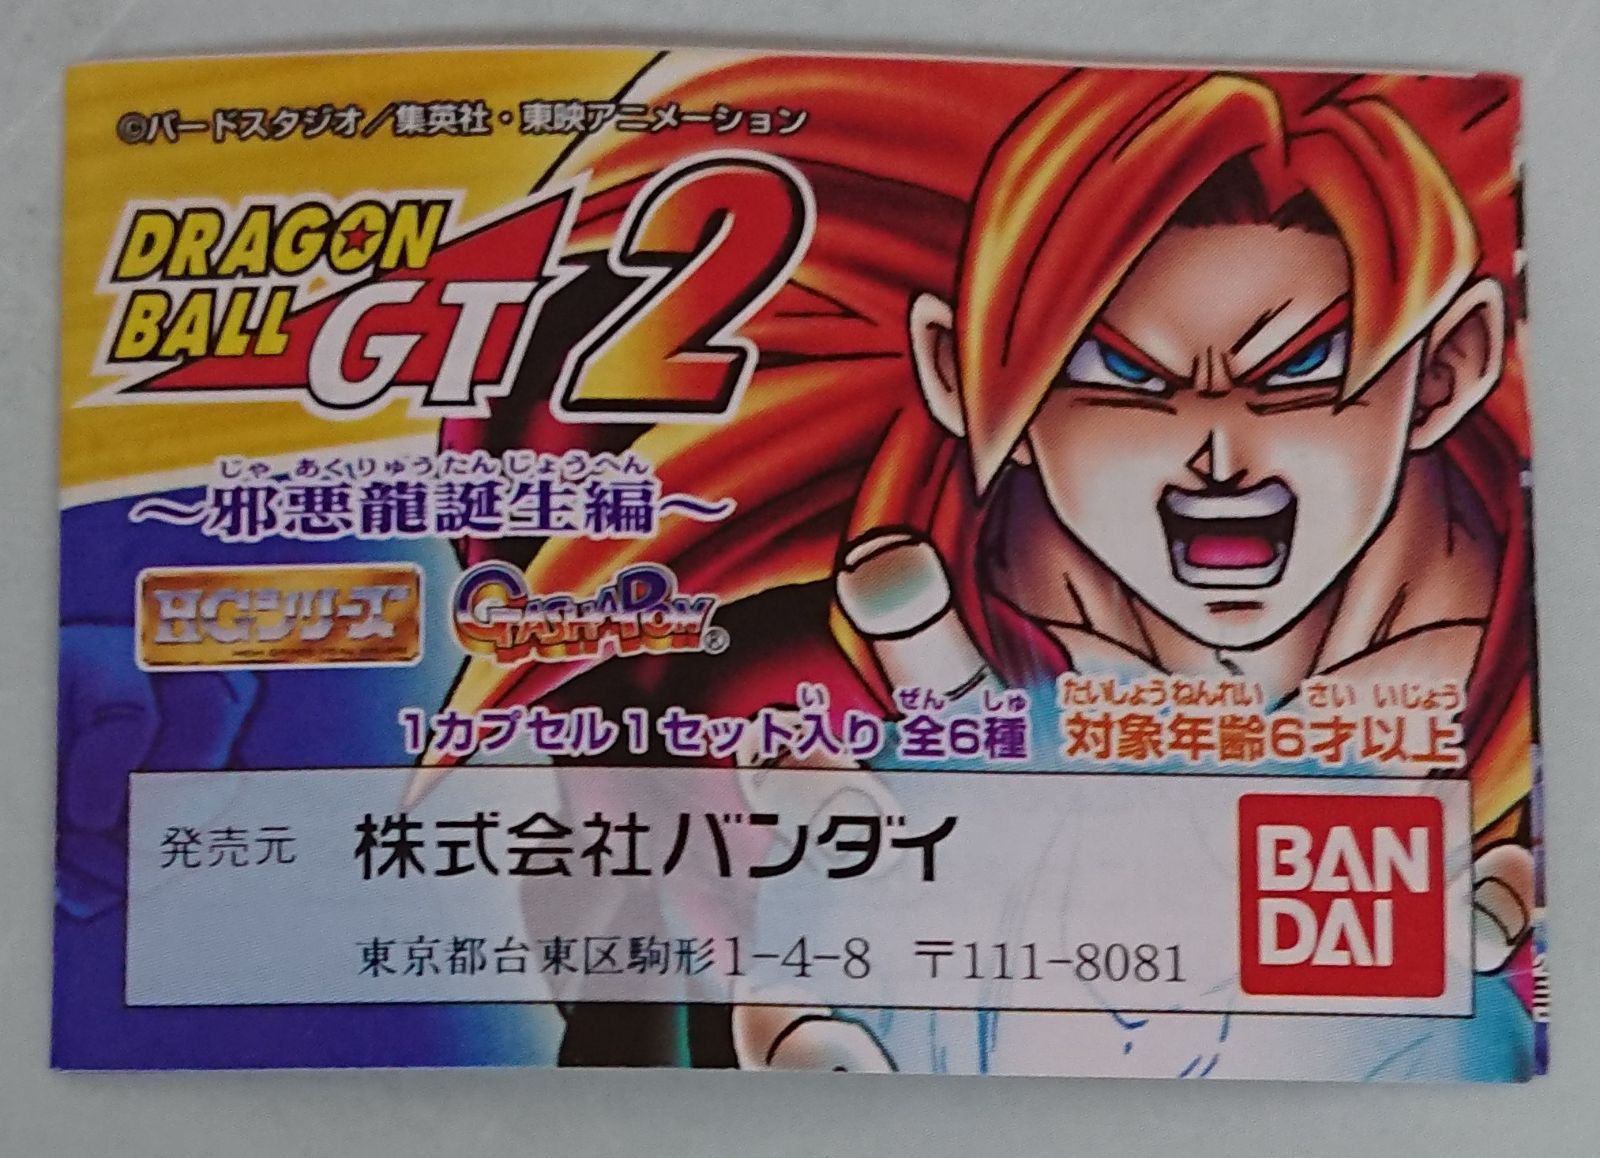 ©バードスタジオ／集英社・東映アニメーション
DRAGON
BALL GT 2
じゃあくりゅうたんじょうへん
～邪悪龍誕生編～
HGシリーズ GASHAPON®
い ぜん しゅ たいしょうねんれい さい いじょう
1カプセル1セット入り 全6種 対象年齢6才以上
発売元 株式会社バンダイ
BAN
DAI
東京都台東区駒形1-4-8 〒111-8081